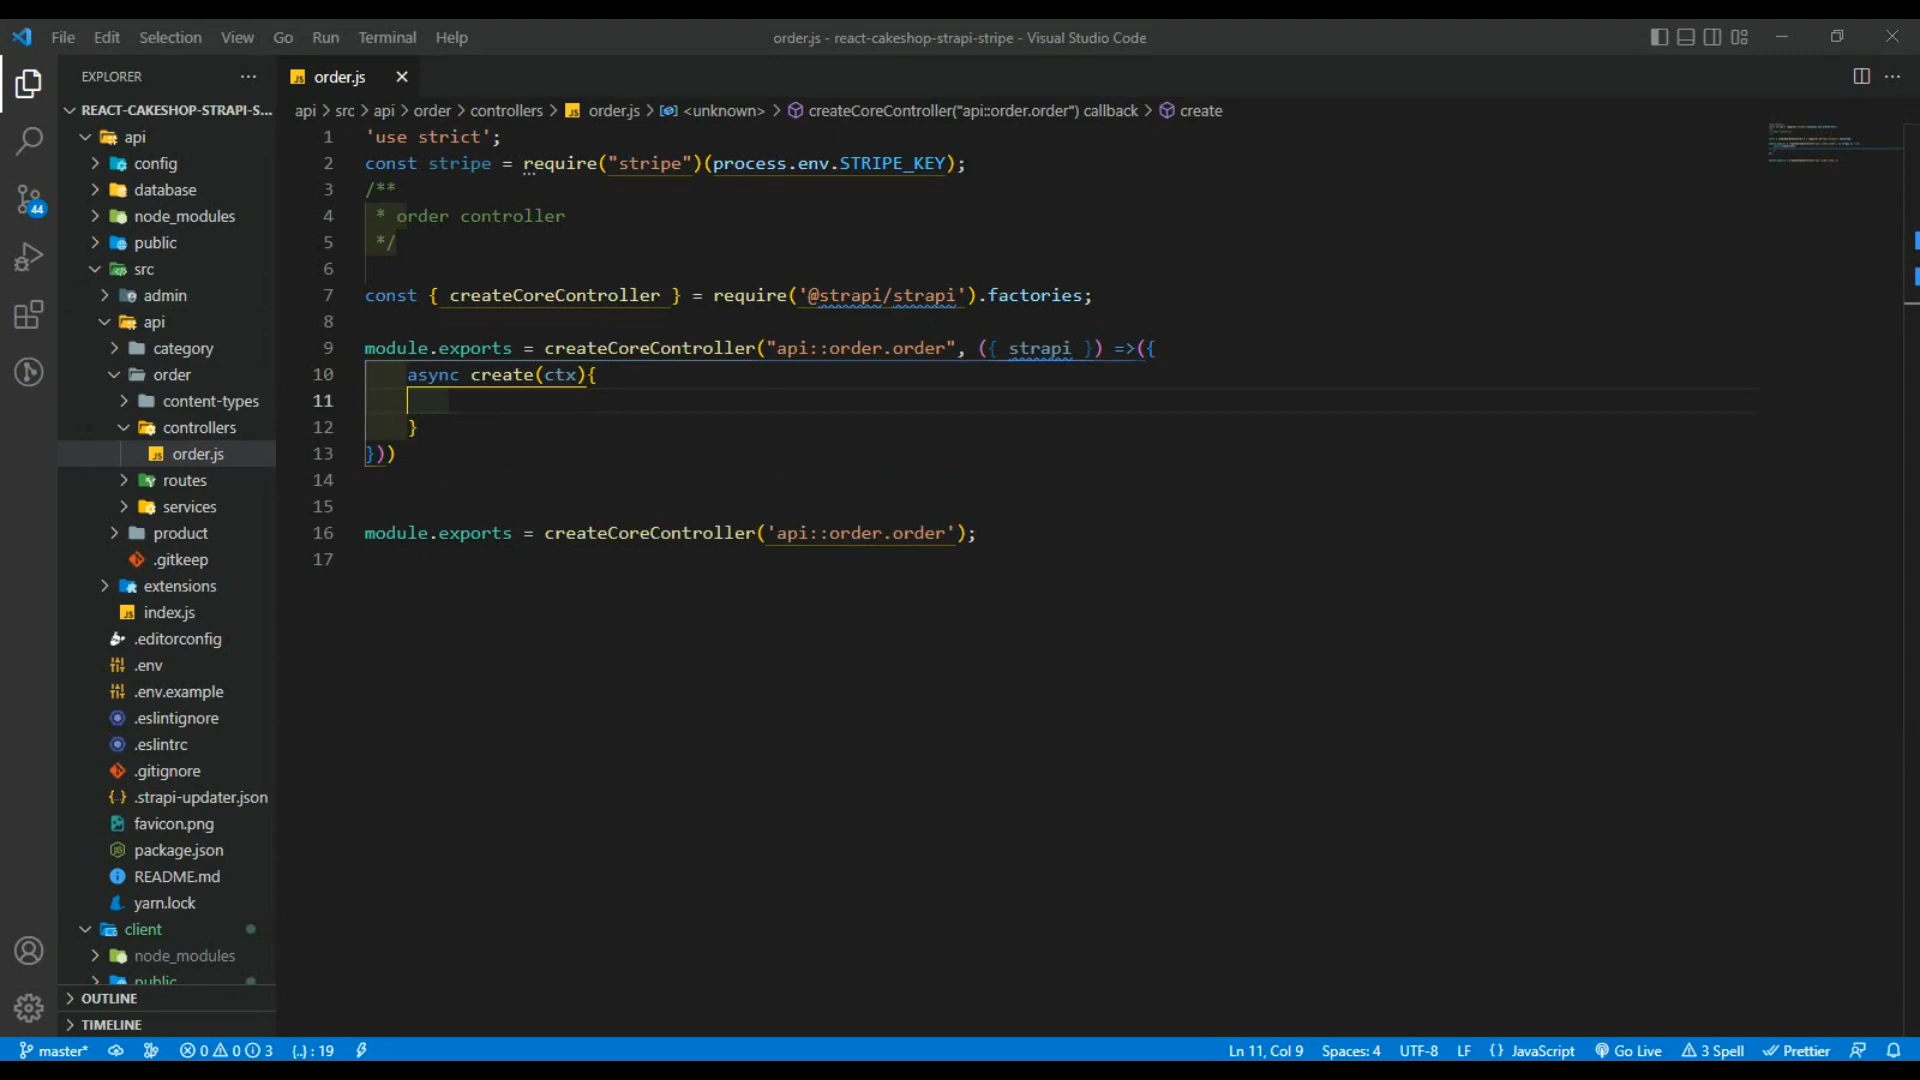 File Edit Selection View Go Run Terminal Help
order.js - react-cakeshop-strapi-stripe - Visual Studio Code
EXPLORER
order.js
REACT-CAKESHOP-STRAPI-S...
api
config
database
node_modules
public
src
admin
api
category
order
content-types
controllers
order.js
routes
services
product
.gitkeep
extensions
index.js
.editorconfig
.env
.env.example
.eslintignore
.eslintrc
.gitignore
.strapi-updater.json
favicon.png
package.json
README.md
yarn.lock
client
node_modules
public
OUTLINE
TIMELINE
44
api > src > api > order > controllers > JS order.js > <unknown> > createCoreController("api::order.order") callback > create
1 'use strict';
2 const stripe = require("stripe")(process.env.STRIPE_KEY);
3 /**
4 * order controller
5 */
6
7 const { createCoreController } = require('@strapi/strapi').factories;
8
9 module.exports = createCoreController("api::order.order", ({ strapi }) =>({
10 async create(ctx){
11
12 }
13 }))
14
15
16 module.exports = createCoreController('api::order.order');
17
master* 0 0 3 {..} : 19
Ln 11, Col 9 Spaces: 4 UTF-8 LF {} JavaScript Go Live 3 Spell Prettier